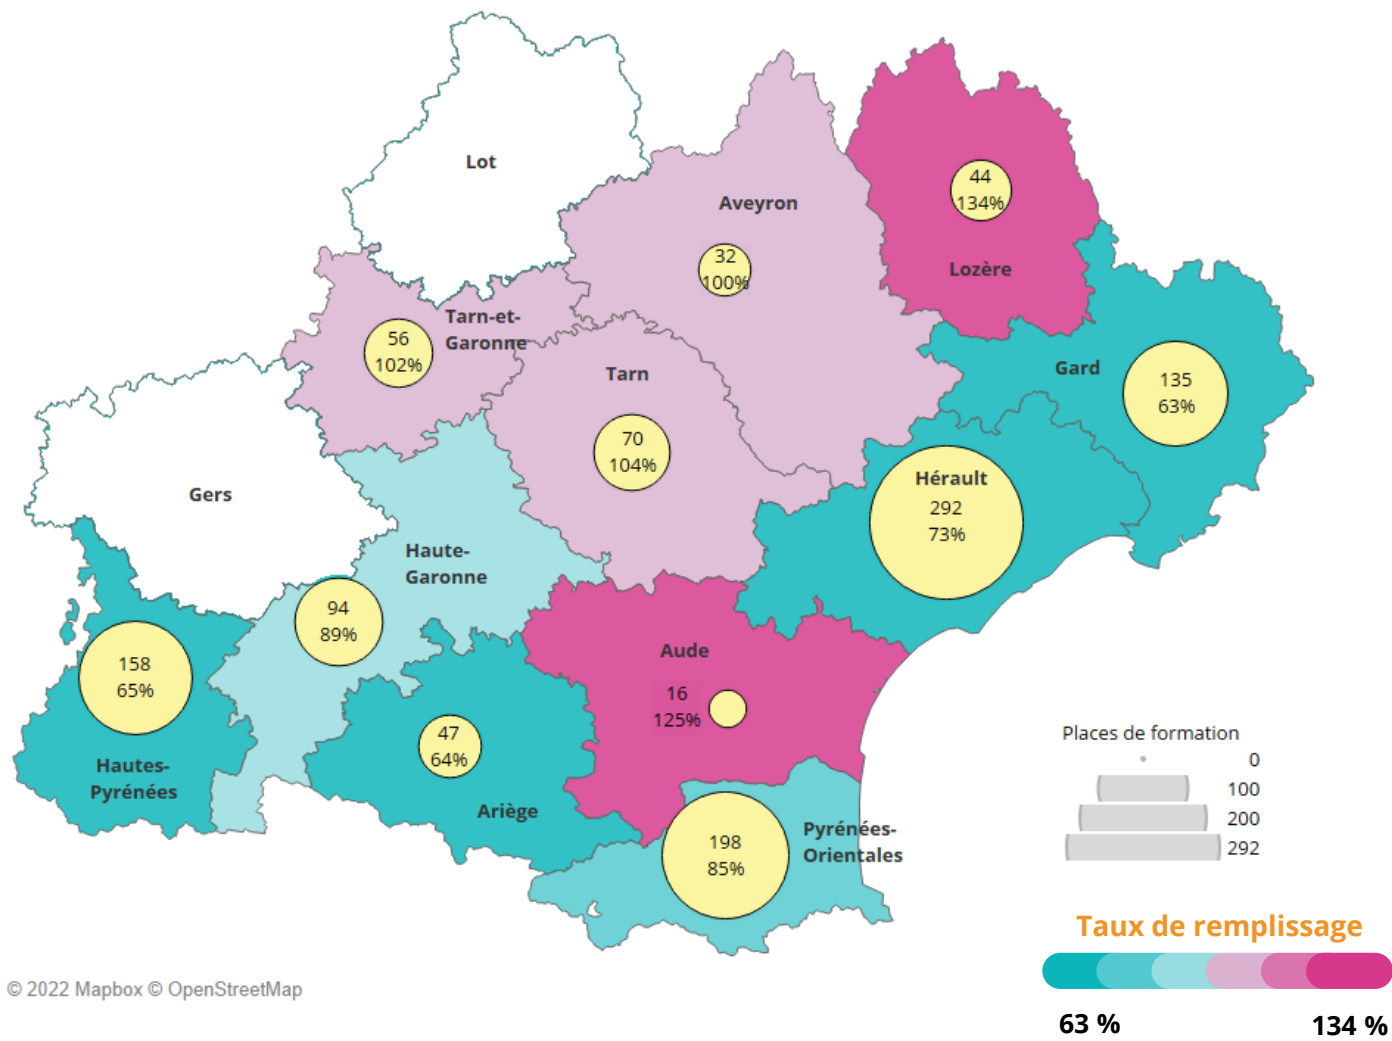 Lot
Aveyron
32
100%
44
134%
Lozère
Tarn-et-
Garonne
56
102%
Tarn
70
104%
Gard
135
63%
Hérault
292
73%
Gers
Haute-
Garonne
94
89%
158
65%
Hautes-
Pyrénées
47
64%
Ariège
Aude
16
125%
198
85%
Pyrénées-
Orientales
Places de formation
0
100
200
292
Taux de remplissage
63 %
134 %
© 2022 Mapbox © OpenStreetMap